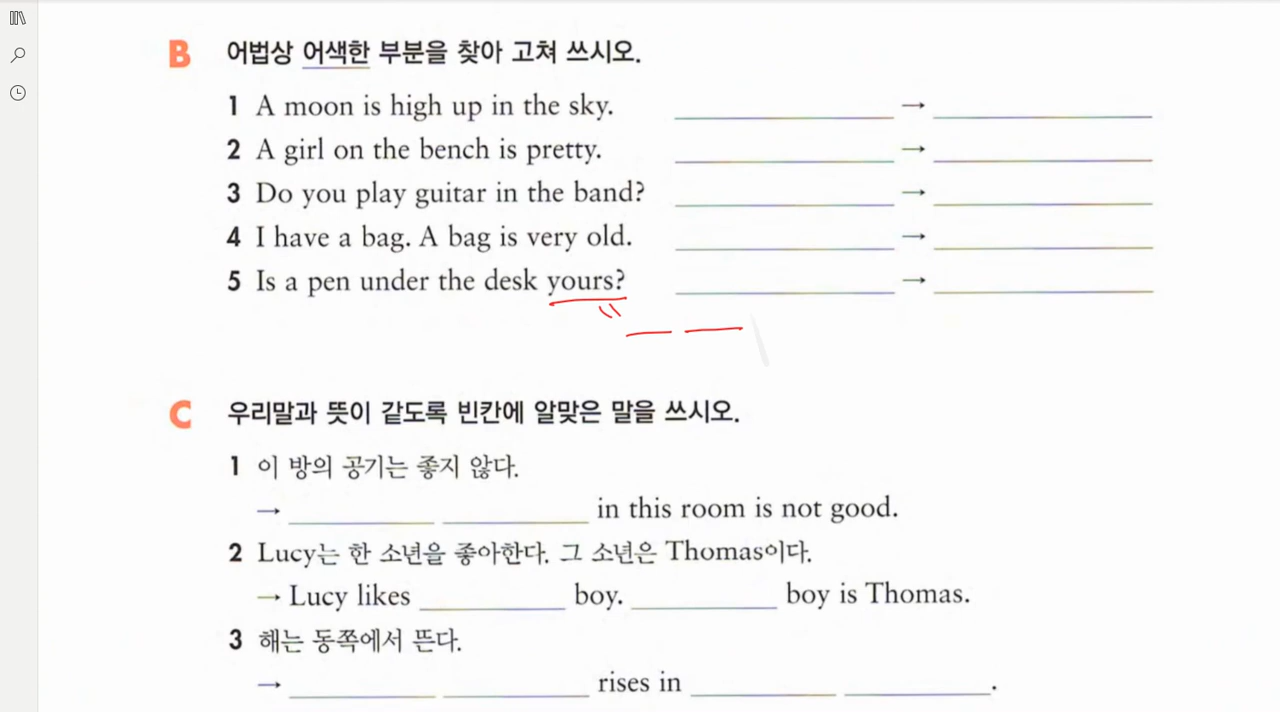 B 어법상 어색한 부분을 찾아 고쳐 쓰시오.
1 A moon is high up in the sky. →
2 A girl on the bench is pretty. →
3 Do you play guitar in the band? →
4 I have a bag. A bag is very old. →
5 Is a pen under the desk yours? →
C 우리말과 뜻이 같도록 빈칸에 알맞은 말을 쓰시오.
1 이 방의 공기는 좋지 않다.
→ in this room is not good.
2 Lucy는 한 소년을 좋아한다. 그 소년은 Thomas이다.
→ Lucy likes boy. boy is Thomas.
3 해는 동쪽에서 뜬다.
→ rises in .